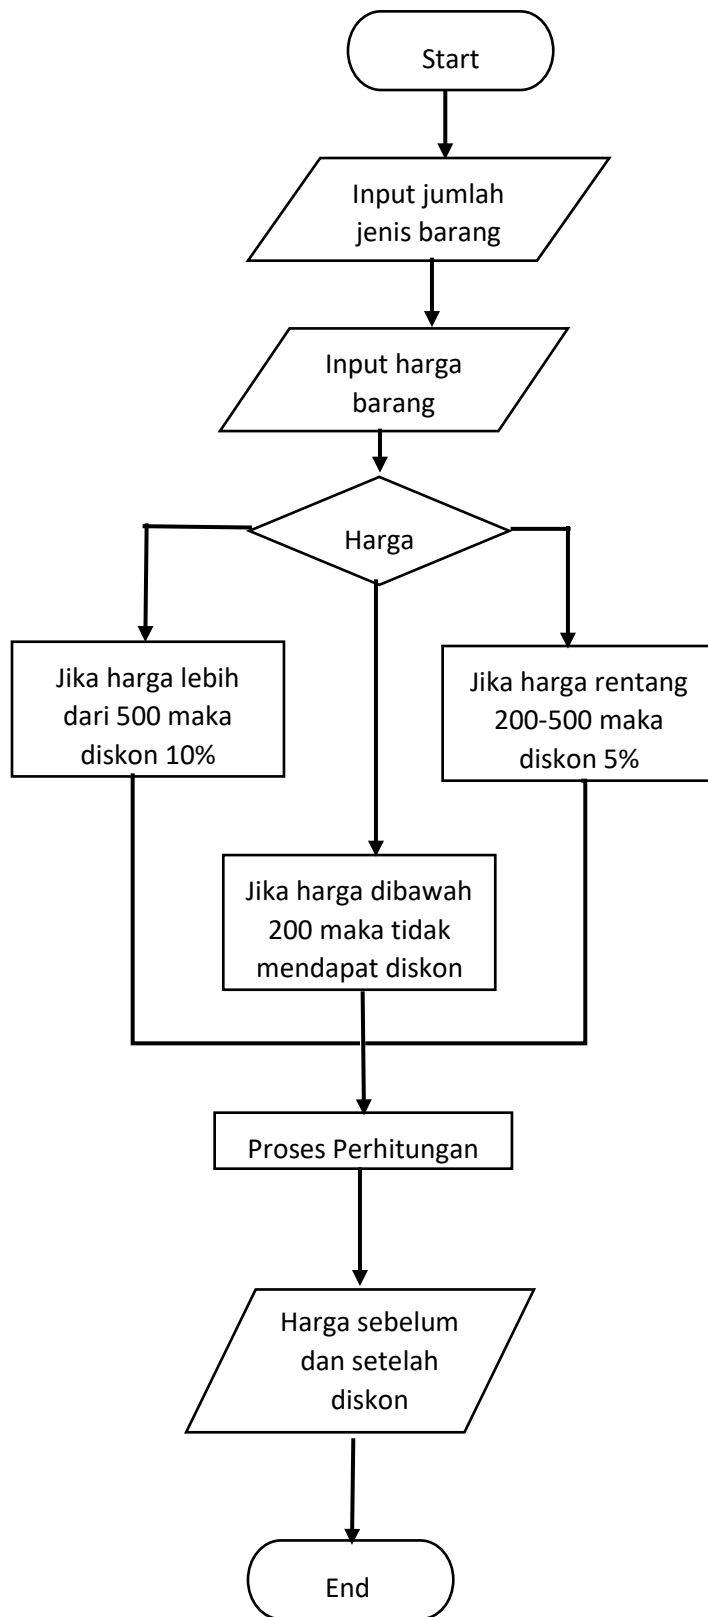 Start
Input jumlah
jenis barang
Input harga
barang
Harga
Jika harga lebih
dari 500 maka
diskon 10%
Jika harga rentang
200-500 maka
diskon 5%
Jika harga dibawah
200 maka tidak
mendapat diskon
Proses Perhitungan
Harga sebelum
dan setelah
diskon
End